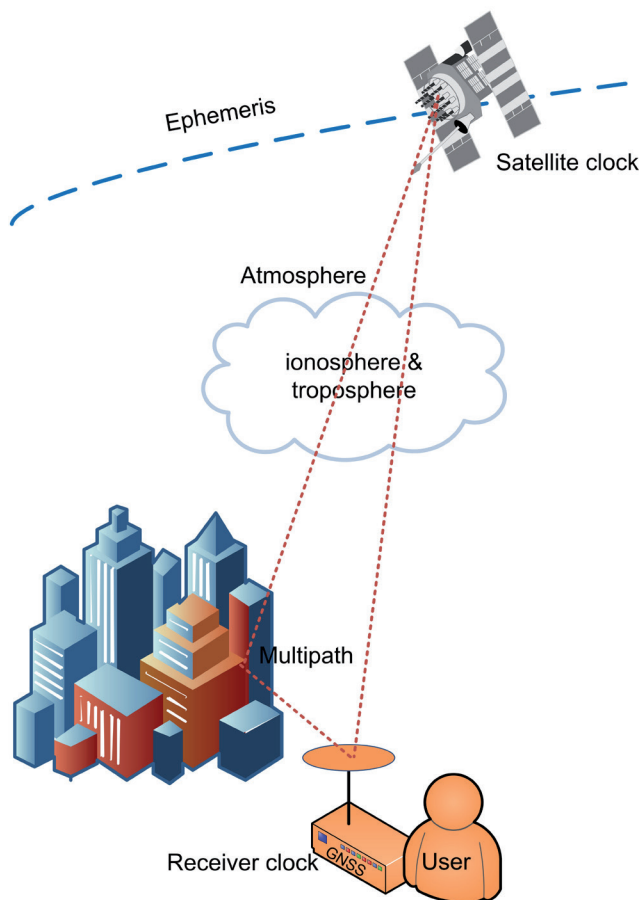 Ephemeris
Satellite clock
Atmosphere
ionosphere &
troposphere
Multipath
Receiver clock
GNSS
User